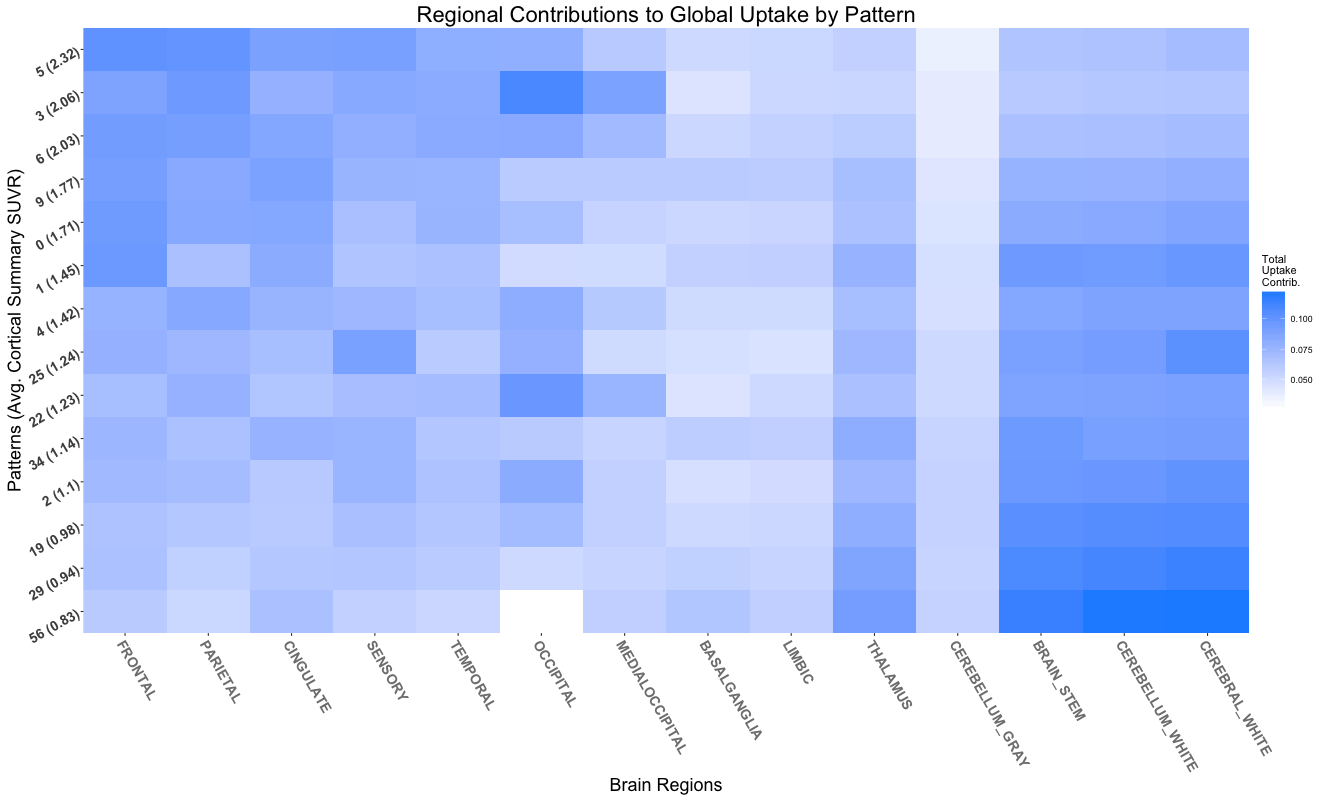 Regional Contributions to Global Uptake by Pattern
Patterns (Avg. Cortical Summary SUVR)
5 (2.32)
3 (2.06)
6 (2.03)
9 (1.77)
0 (1.71)
1 (1.45)
4 (1.42)
25 (1.24)
22 (1.23)
34 (1.14)
2 (1.1)
19 (0.98)
29 (0.94)
56 (0.83)
FRONTAL
PARIETAL
CINGULATE
SENSORY
TEMPORAL
OCCIPITAL
MEDIALOCCIPITAL
BASALGANGLIA
LIMBIC
THALAMUS
CEREBELLUM_GRAY
BRAIN_STEM
CEREBELLUM_WHITE
CEREBRAL_WHITE
Brain Regions
Total
Uptake
Contrib.
0.100
0.075
0.050